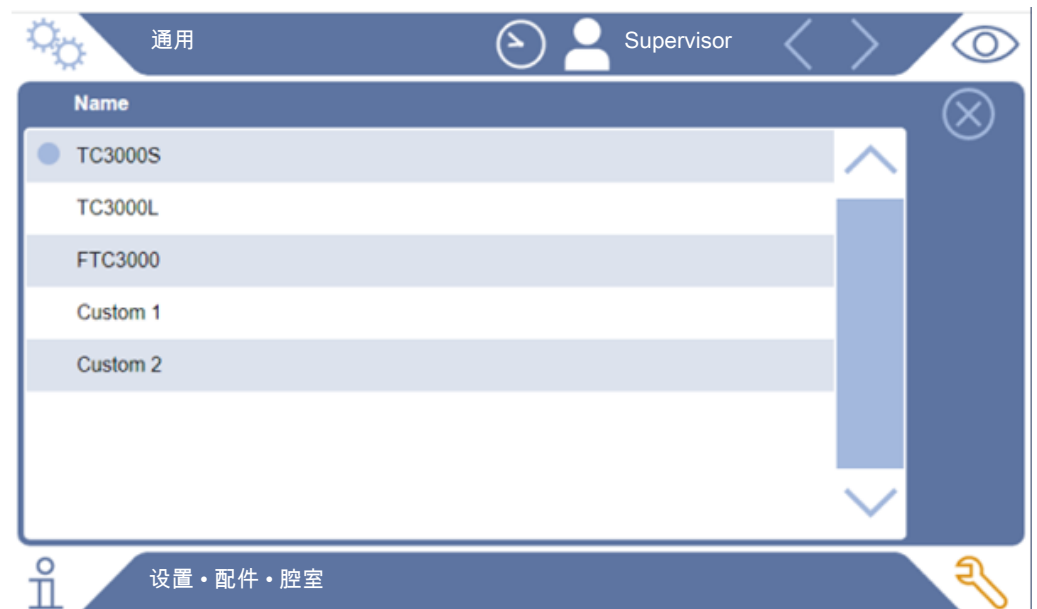 通用 Supervisor
Name
TC3000S
TC3000L
FTC3000
Custom 1
Custom 2
设置 • 配件 • 腔室